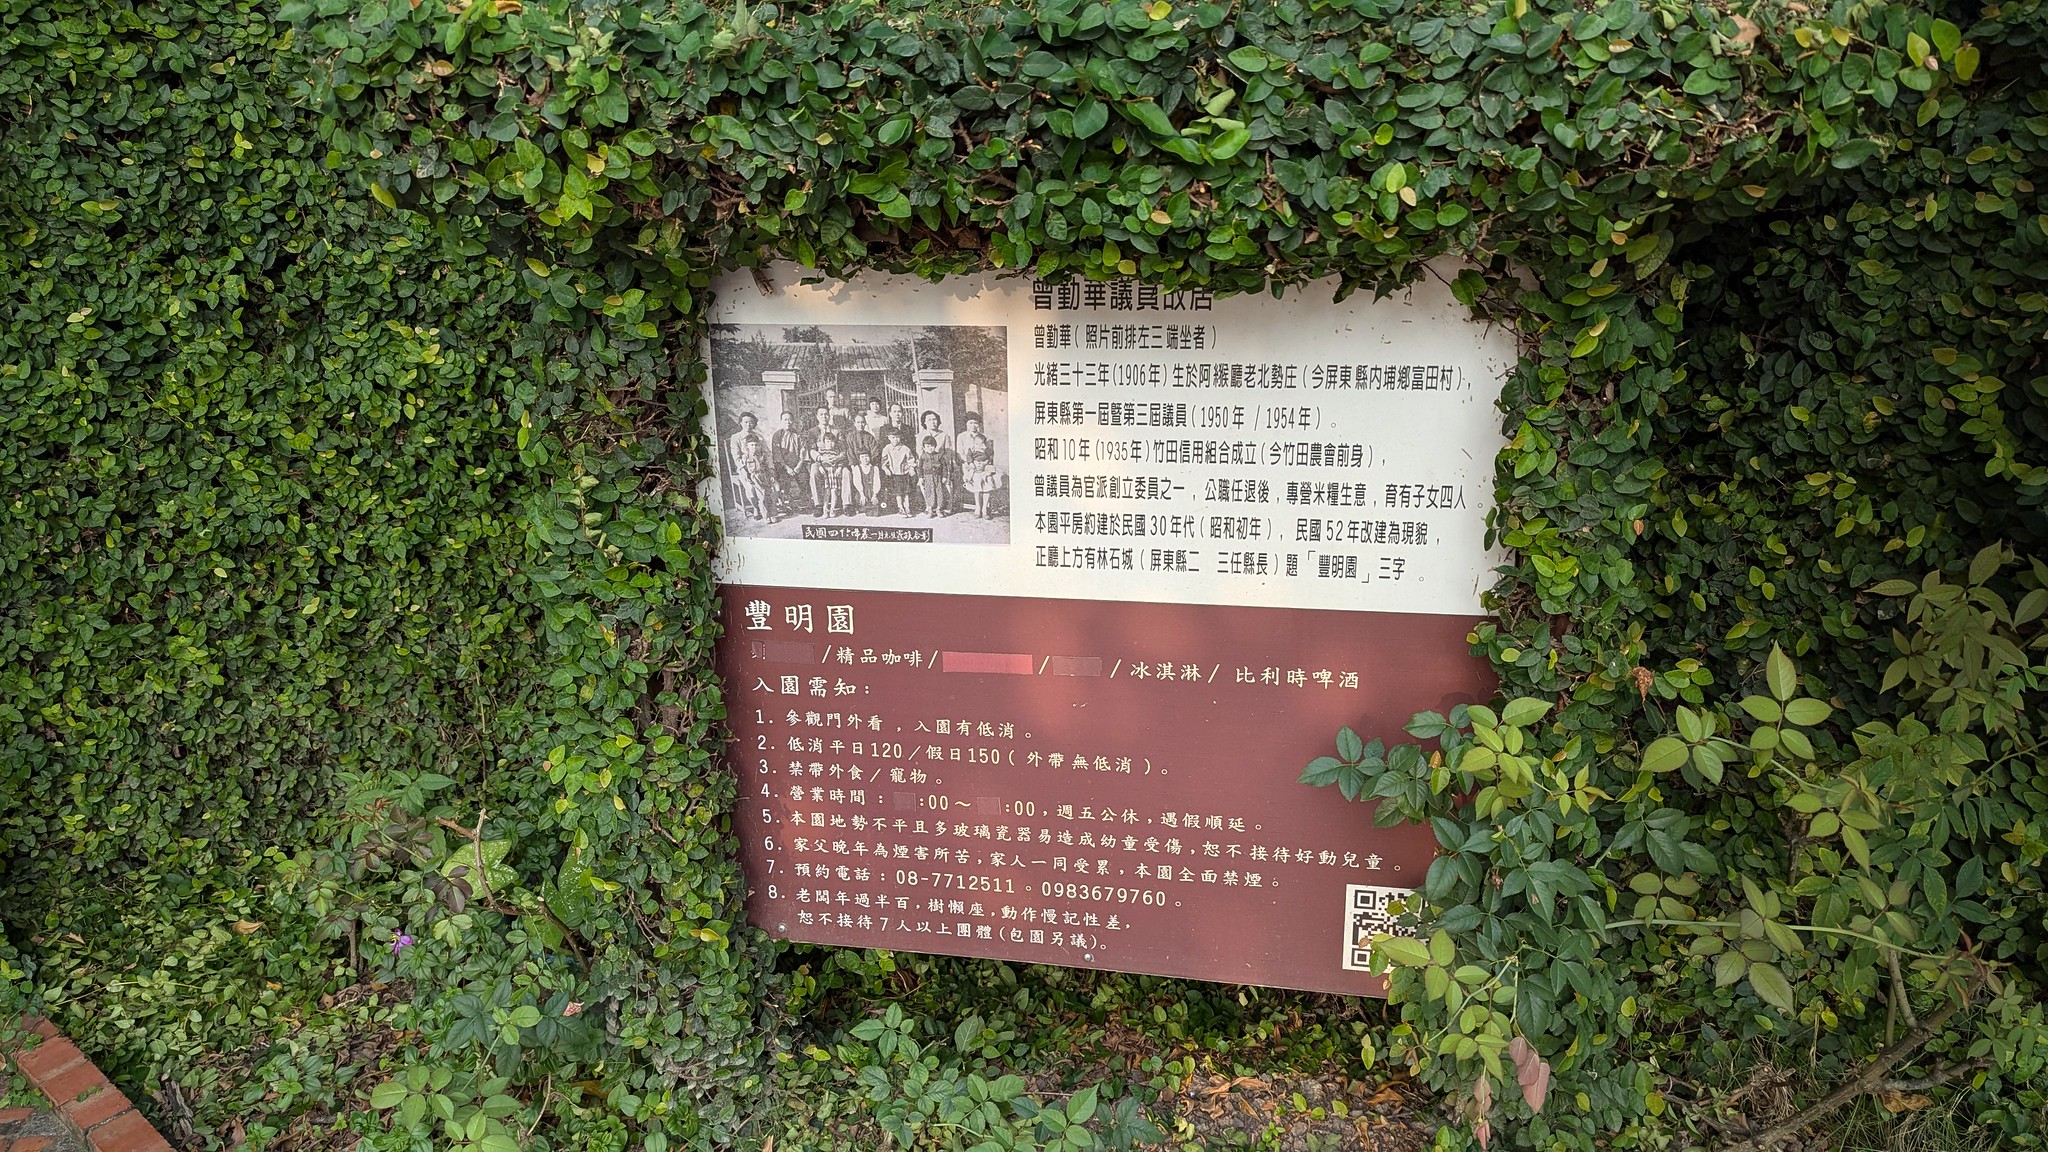 曾勤華議員故居
曾勤華(照片前排左三端坐者)
光緒三十三年(1906年)生於阿緱廳老北勢庄(今屏東縣内埔鄉富田村),
屏東縣第一屆暨第三屆議員(1950年 / 1954年)。
昭和10年(1935年)竹田信用組合成立(今竹田農會前身),
曾議員為官派創立委員之一,公職任退後,專營米糧生意,育有子女四人。
本園平房約建於民國30年代(昭和初年),民國52年改建為現貌,
正廳上方有林石城(屏東縣二 三任縣長)題「豐明園」三字。
民國四
豐明園
/精品咖啡/ / /冰淇淋/ 比利時啤酒
入園需知:
1. 參觀門外看,入園有低消。
2. 低消平日120/假日150(外帶無低消)。
3. 禁帶外食/寵物。
4. 營業時間: :00~ :00,週五公休,遇假順延。
5. 本園地勢不平且多玻璃瓷器易造成幼童受傷,恕不接待好動兒童。
6. 家父晚年為煙害所苦,家人一同受累,本園全面禁煙。
7. 預約電話:08-7712511。0983679760。
8. 老闆年過半百,樹懶座,動作慢記性差,
恕不接待7人以上團體(包園另議)。